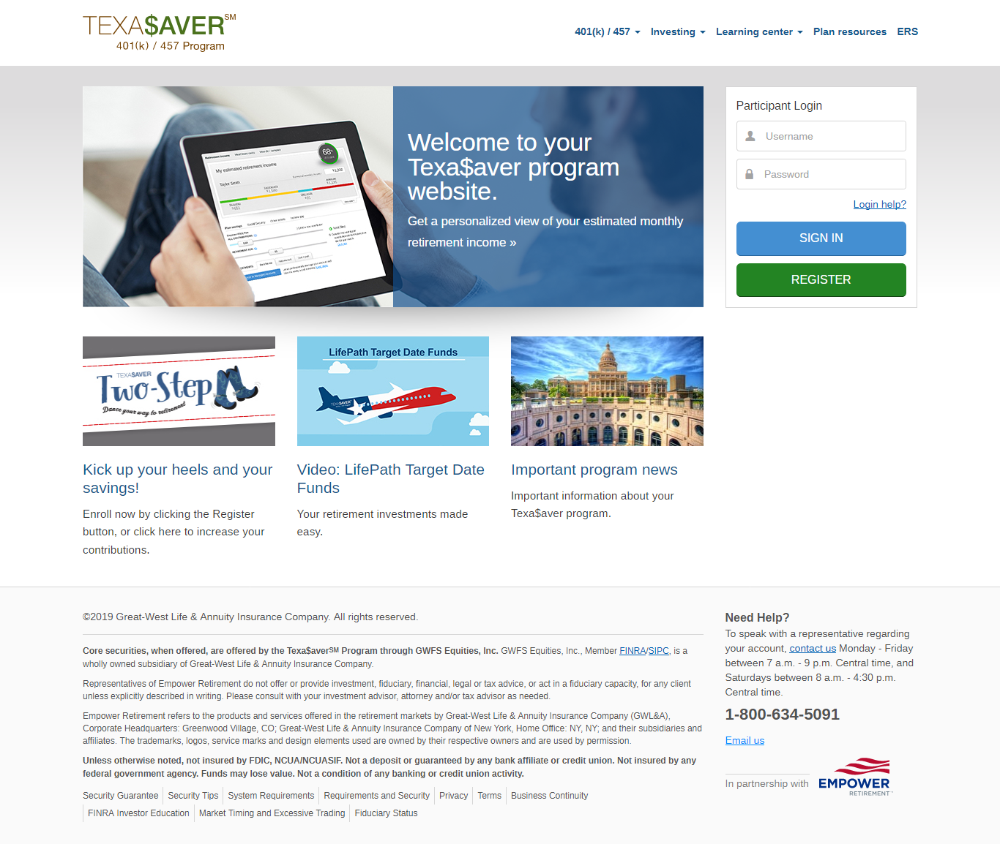 TEXA$AVER SM
401(k) / 457 Program
401(k) / 457 Investing Learning center Plan resources ERS
Welcome to your
Texa$aver program
website.
Get a personalized view of your estimated monthly
retirement income »
Retirement income
68%
My estimated retirement income
Taylor Smith
Plan savings
Participant Login
Username
Password
Login help?
SIGN IN
REGISTER
TEXA$AVER
Two-Step
Dance your way to retirement
LifePath Target Date Funds
TEXA$AVER
Kick up your heels and your
savings!
Enroll now by clicking the Register
button, or click here to increase your
contributions.
Video: LifePath Target Date
Funds
Your retirement investments made
easy.
Important program news
Important information about your
Texa$aver program.
©2019 Great-West Life & Annuity Insurance Company. All rights reserved.
Core securities, when offered, are offered by the Texa$aver SM Program through GWFS Equities, Inc. GWFS Equities, Inc., Member FINRA/SIPC, is a
wholly owned subsidiary of Great-West Life & Annuity Insurance Company.
Representatives of Empower Retirement do not offer or provide investment, fiduciary, financial, legal or tax advice, or act in a fiduciary capacity, for any client
unless explicitly described in writing. Please consult with your investment advisor, attorney and/or tax advisor as needed.
Empower Retirement refers to the products and services offered in the retirement markets by Great-West Life & Annuity Insurance Company (GWL&A),
Corporate Headquarters: Greenwood Village, CO; Great-West Life & Annuity Insurance Company of New York, Home Office: NY, NY; and their subsidiaries and
affiliates. The trademarks, logos, service marks and design elements used are owned by their respective owners and are used by permission.
Unless otherwise noted, not insured by FDIC, NCUA/NCUASIF. Not a deposit or guaranteed by any bank affiliate or credit union. Not insured by any
federal government agency. Funds may lose value. Not a condition of any banking or credit union activity.
Security Guarantee Security Tips System Requirements Requirements and Security Privacy Terms Business Continuity
FINRA Investor Education Market Timing and Excessive Trading Fiduciary Status
Need Help?
To speak with a representative regarding
your account, contact us Monday - Friday
between 7 a.m. - 9 p.m. Central time, and
Saturdays between 8 a.m. - 4:30 p.m.
Central time.
1-800-634-5091
Email us
In partnership with
EMPOWER
RETIREMENT™